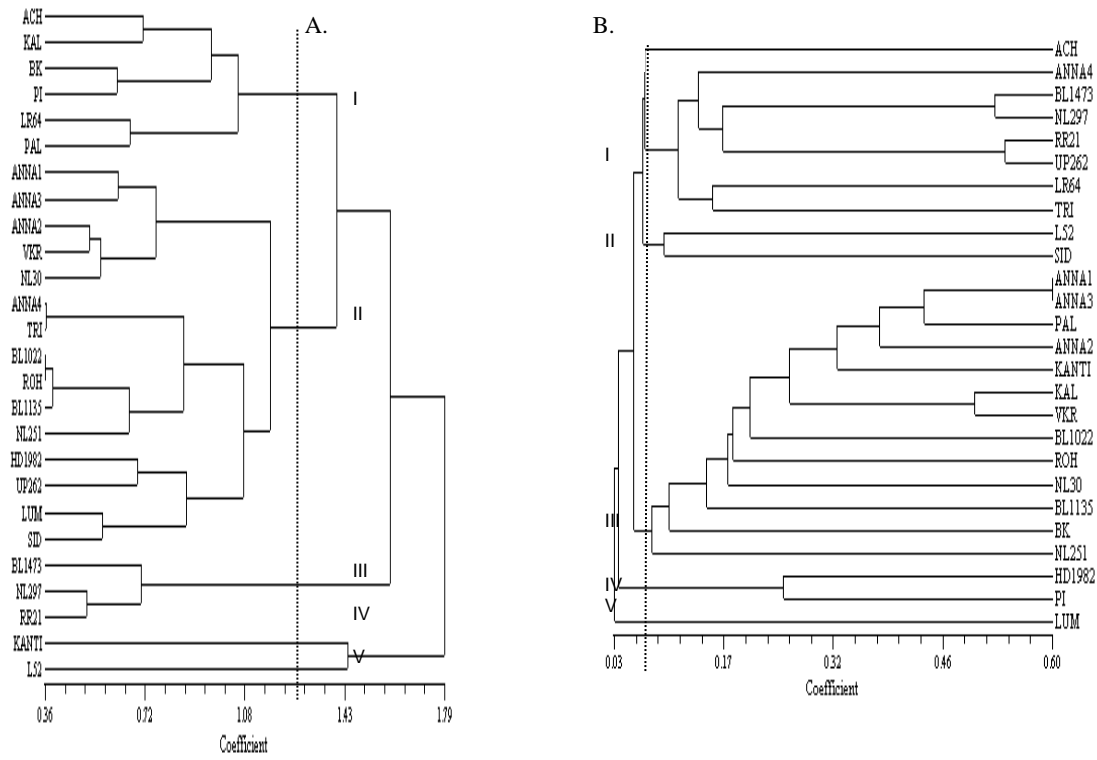 A.
ACH
KAL
BK
PI
LR64
PAL
ANNA1
ANNA3
ANNA2
VKR
NL30
ANNA4
TRI
BL1022
ROH
BL1135
NL251
HD1982
UP262
LUM
SID
BL1473
NL297
RR21
KANTI
L52
I
II
III
IV
V
0.36 0.72 1.08 1.43 1.79
Coefficient
B.
ACH
ANNA4
BL1473
NL297
RR21
UP262
LR64
TRI
L52
SID
ANNA1
ANNA3
PAL
ANNA2
KANTI
KAL
VKR
BL1022
ROH
NL30
BL1135
BK
NL251
HD1982
PI
LUM
I
II
III
IV
V
0.03 0.17 0.32 0.46 0.60
Coefficient